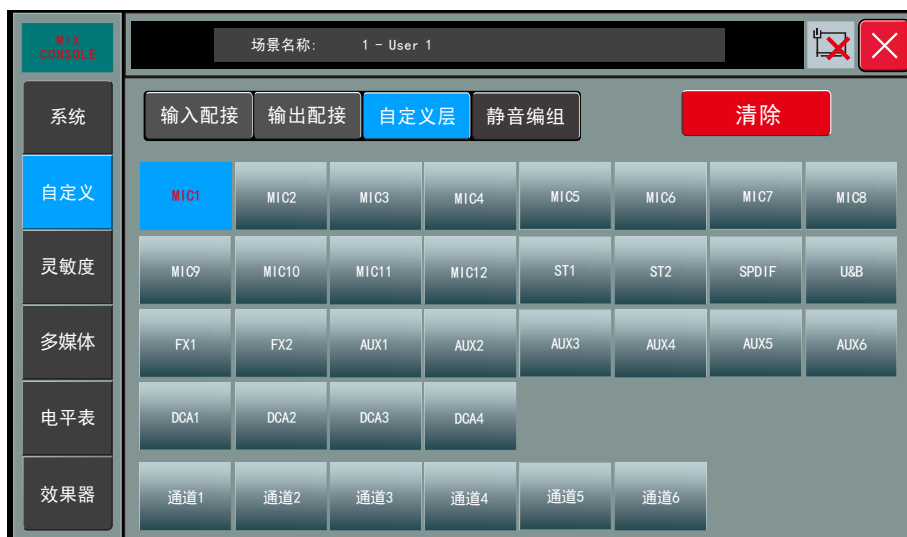 MIX
CONSOLE
场景名称: 1 - User 1
系统
自定义
灵敏度
多媒体
电平表
效果器
输入配接 输出配接 自定义层 静音编组 清除
MIC1 MIC2 MIC3 MIC4 MIC5 MIC6 MIC7 MIC8
MIC9 MIC10 MIC11 MIC12 ST1 ST2 SPDIF U&B
FX1 FX2 AUX1 AUX2 AUX3 AUX4 AUX5 AUX6
DCA1 DCA2 DCA3 DCA4
通道1 通道2 通道3 通道4 通道5 通道6